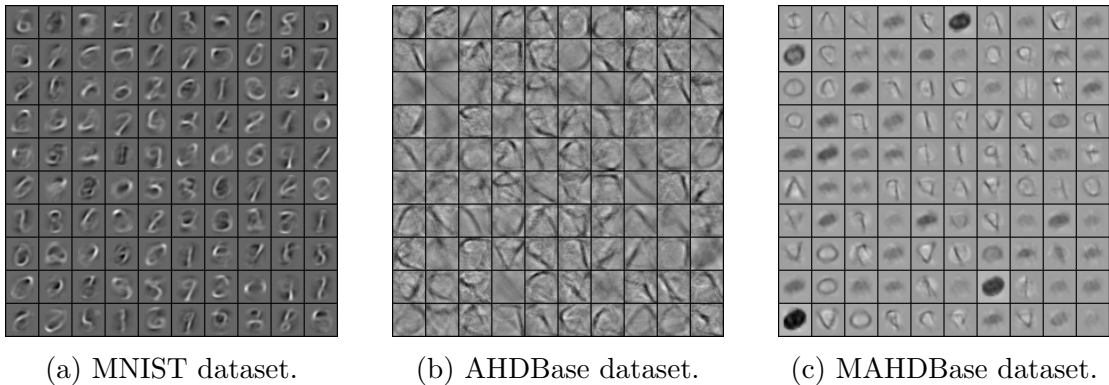 (a) MNIST dataset.
(b) AHDBase dataset.
(c) MAHDBase dataset.